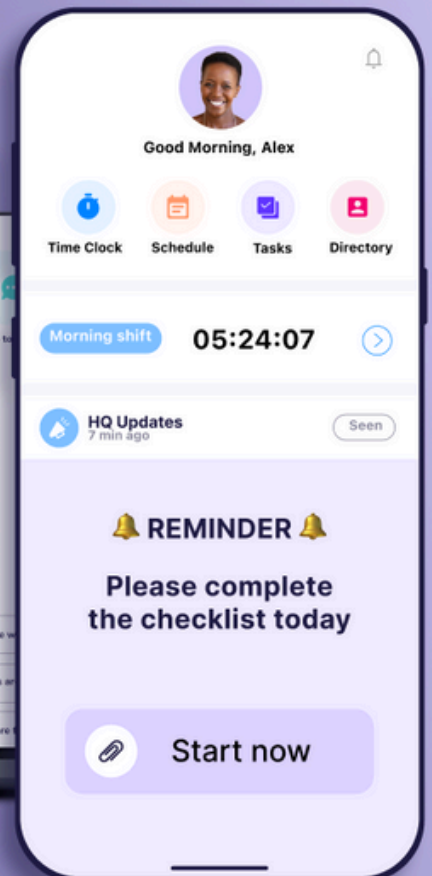 Good Morning, Alex
Time Clock Schedule Tasks Directory
Morning shift 05:24:07
HQ Updates
7 min ago
Seen
🔔 REMINDER 🔔
Please complete
the checklist today
Start now